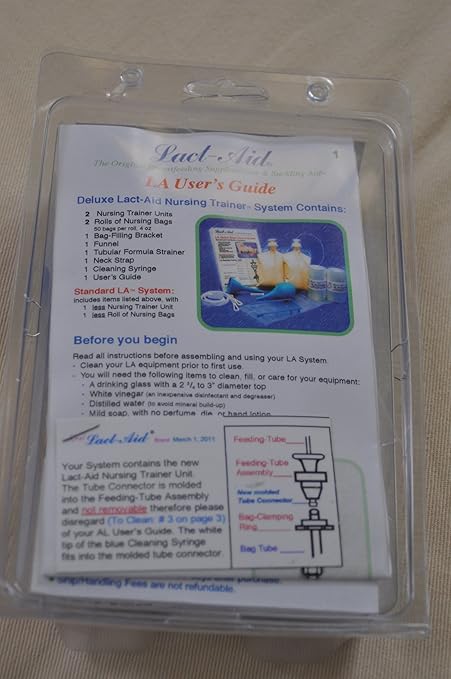 Lact-Aid®
1
The Original Breastfeeding Supplementer & Suckling Aid™
LA User's Guide
Deluxe Lact-Aid Nursing Trainer™ System Contains:
2 Nursing Trainer Units
2 Rolls of Nursing Bags
50 bags per roll, 4 oz
1 Bag-Filling Bracket
1 Funnel
1 Tubular Formula Strainer
1 Neck Strap
1 Cleaning Syringe
1 User's Guide
Standard LA™ System:
includes items listed above, with
1 less Nursing Trainer Unit
1 less Roll of Nursing Bags
Before you begin
Read all instructions before assembling and using your LA System
- Clean your LA equipment prior to first use.
- You will need the following items to clean, fill, or care for your equipment:
- A drinking glass with a 2 ¾ to 3" diameter top
- White vinegar (an inexpensive disinfectant and degreaser)
- Distilled water (to avoid mineral build-up)
- Mild soap, with no perfume, die, or hand lotion
Lact-Aid® Brand March 1, 2011
Your System contains the new
Lact-Aid Nursing Trainer Unit.
The Tube Connector is molded
into the Feeding-Tube Assembly
and not removable therefore please
disregard (To Clean: # 3 on page 3)
of your AL User's Guide. The white
tip of the blue Cleaning Syringe
fits into the molded tube connector.
Feeding-Tube
Feeding-Tube
Assembly
New molded
Tube Connector
Bag-Clamping
Ring
Bag Tube
Ship/Handling Fees are not refundable.